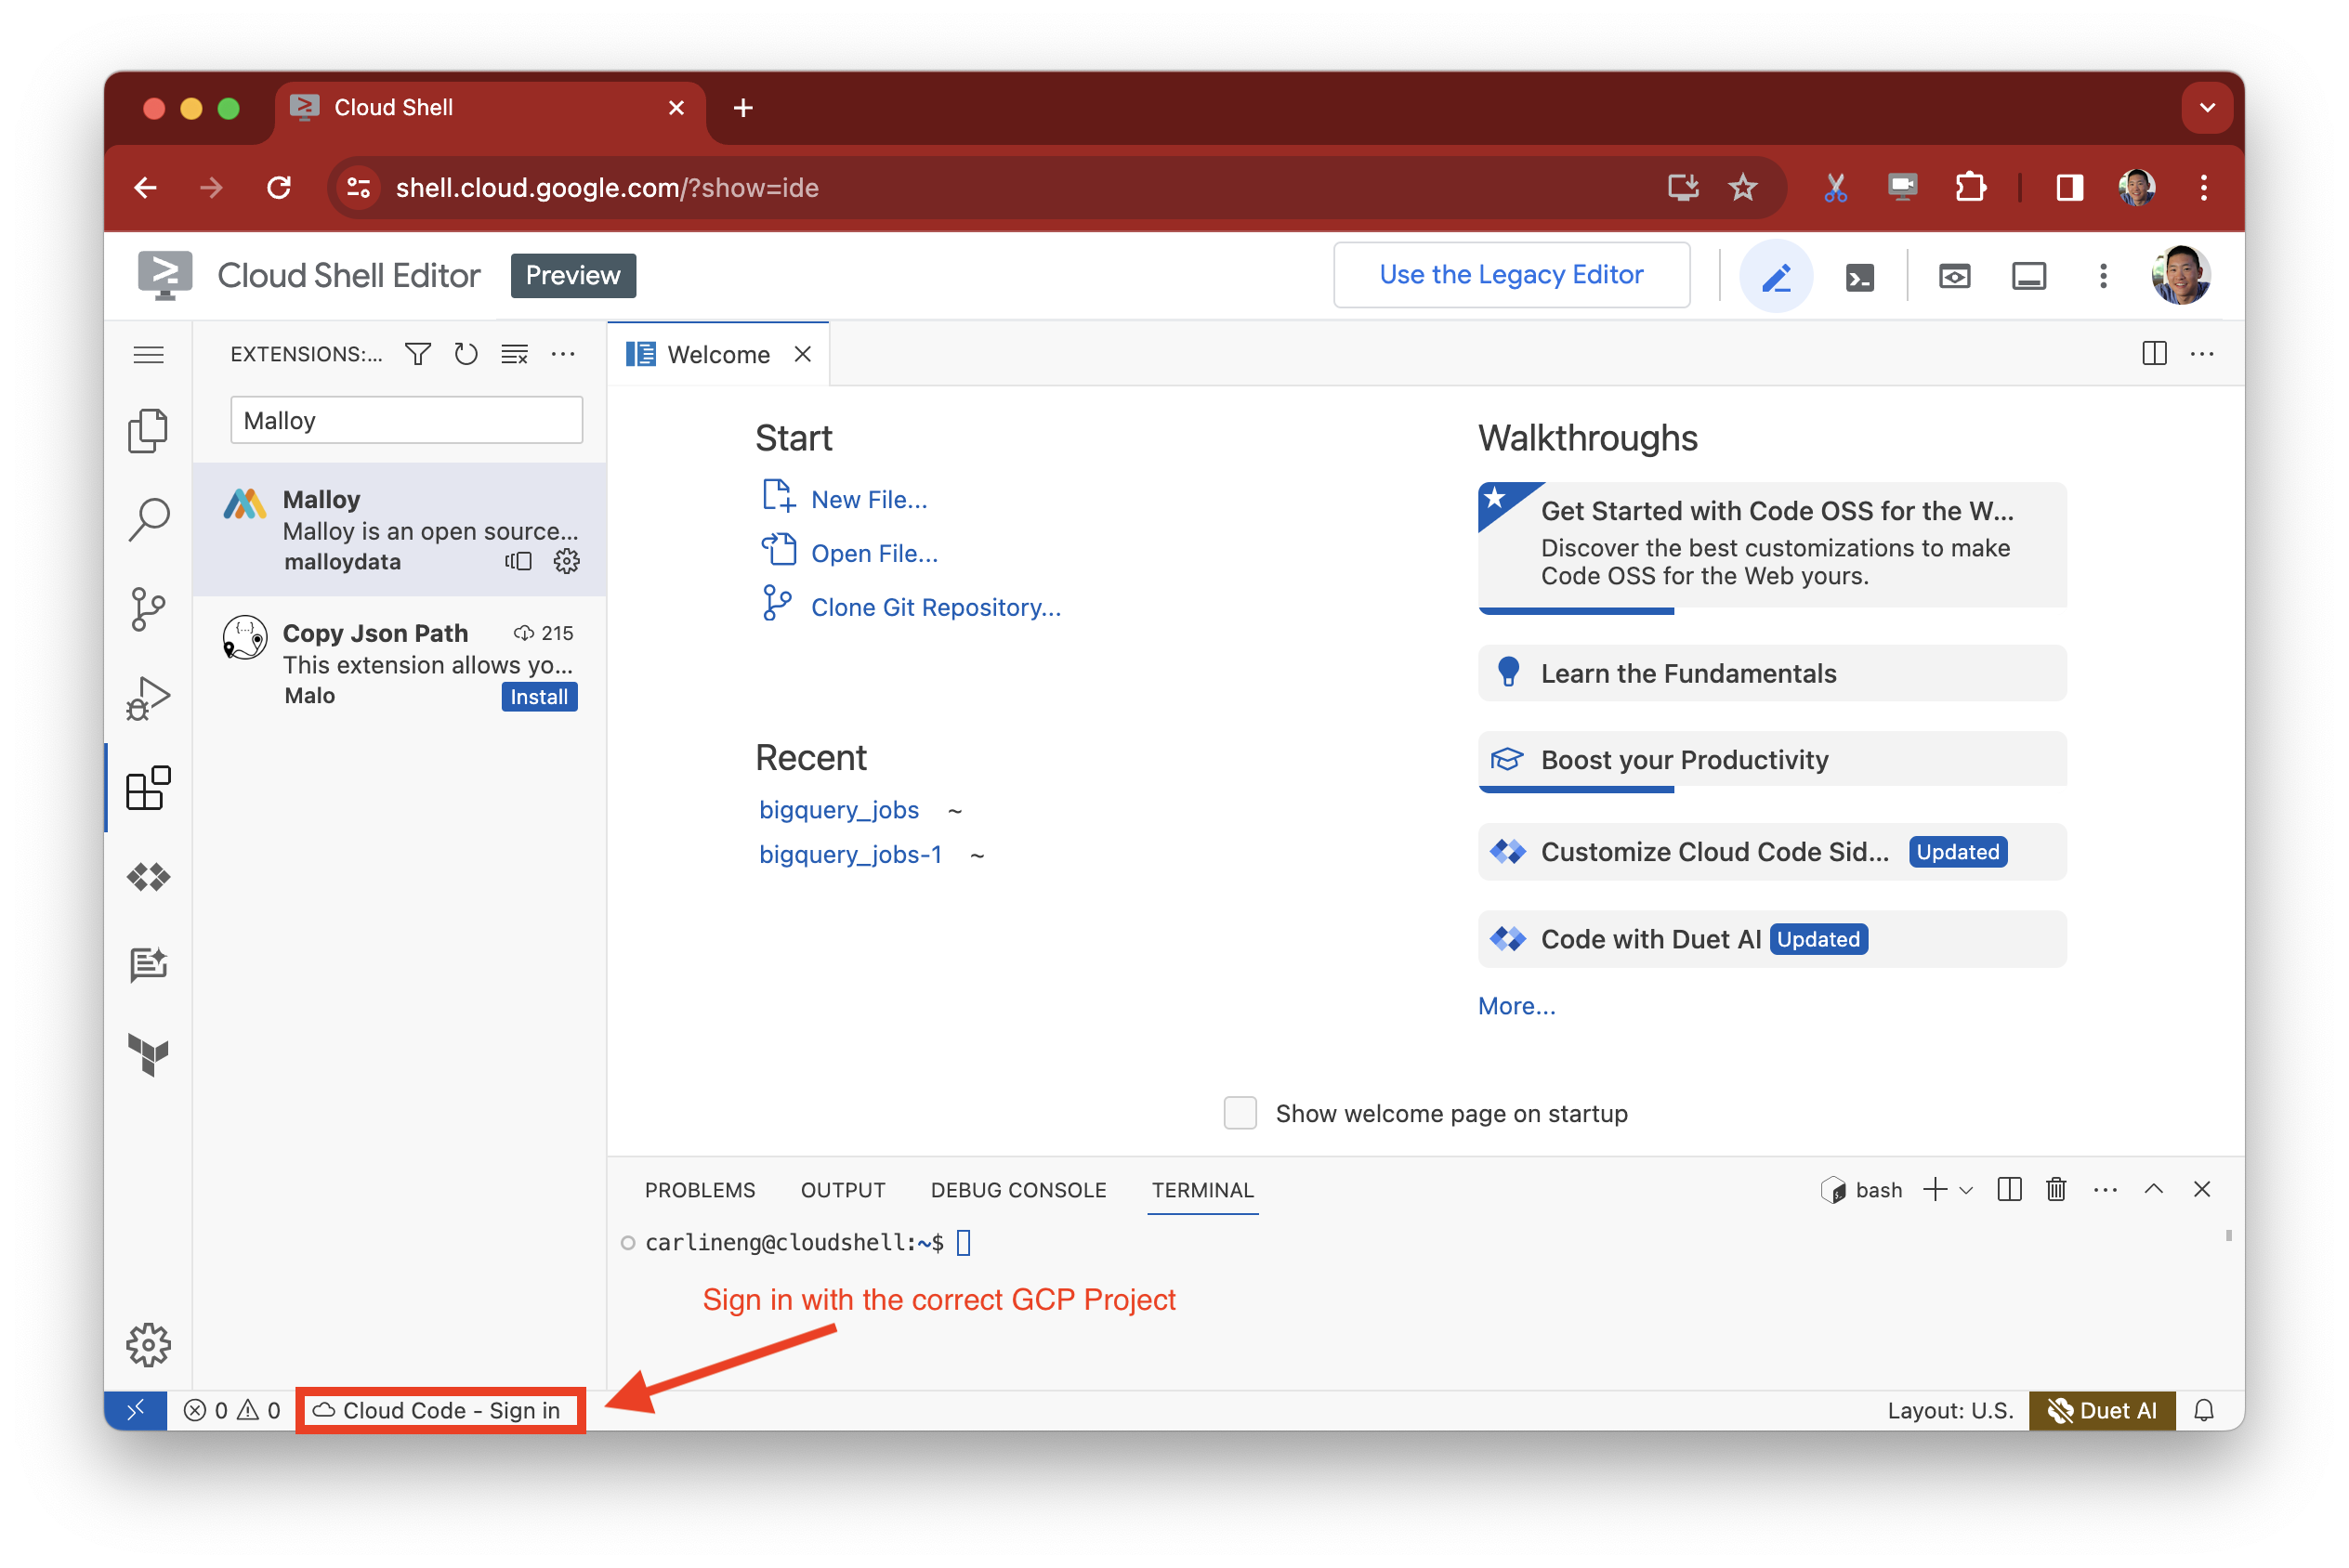 Cloud Shell
shell.cloud.google.com/?show=ide
Cloud Shell Editor
Preview
Use the Legacy Editor
EXTENSIONS:...
Malloy
Malloy
Malloy is an open source...
malloydata
Copy Json Path
215
This extension allows yo...
Malo
Install
Welcome
Start
New File...
Open File...
Clone Git Repository...
Recent
bigquery_jobs ~
bigquery_jobs-1 ~
Walkthroughs
Get Started with Code OSS for the W...
Discover the best customizations to make
Code OSS for the Web yours.
Learn the Fundamentals
Boost your Productivity
Customize Cloud Code Sid... Updated
Code with Duet AI Updated
More...
Show welcome page on startup
PROBLEMS OUTPUT DEBUG CONSOLE TERMINAL
bash
carlineng@cloudshell:~$
Sign in with the correct GCP Project
0 0 Cloud Code - Sign in
Layout: U.S. Duet AI